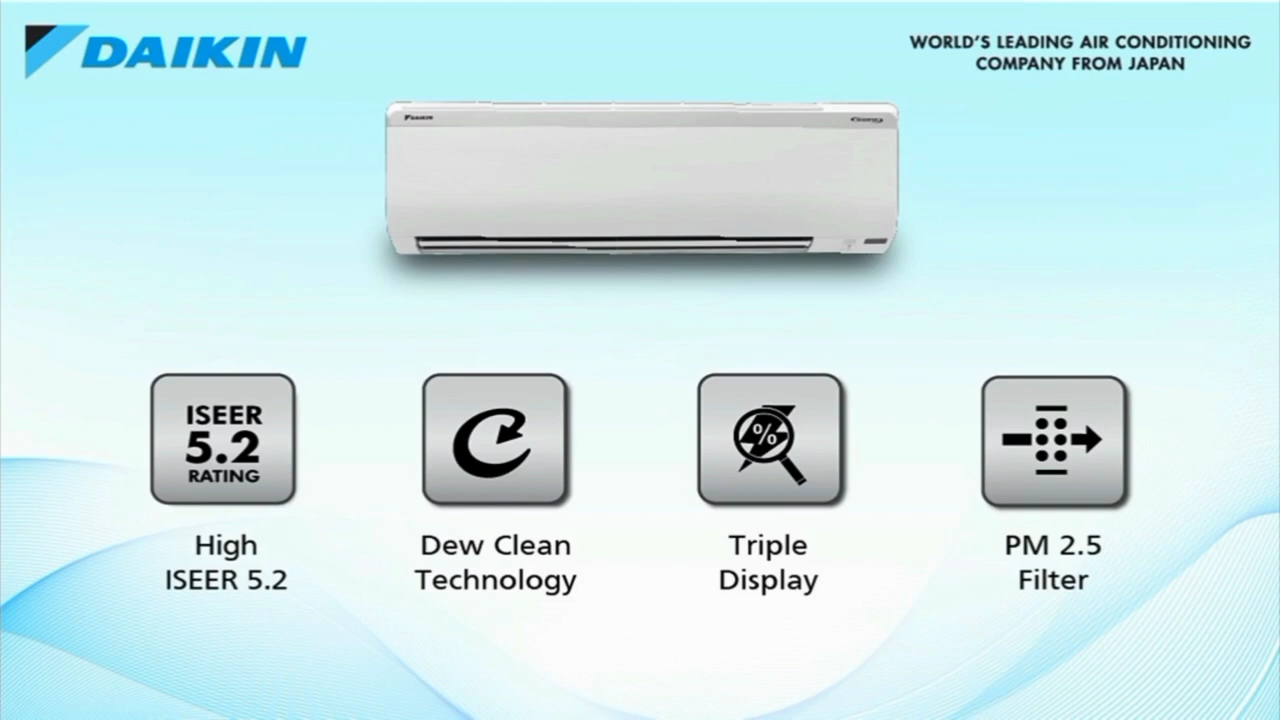 DAIKIN
WORLD'S LEADING AIR CONDITIONING
COMPANY FROM JAPAN
DAIKIN
ISEER
5.2
RATING
%
High
ISEER 5.2
Dew Clean
Technology
Triple
Display
PM 2.5
Filter